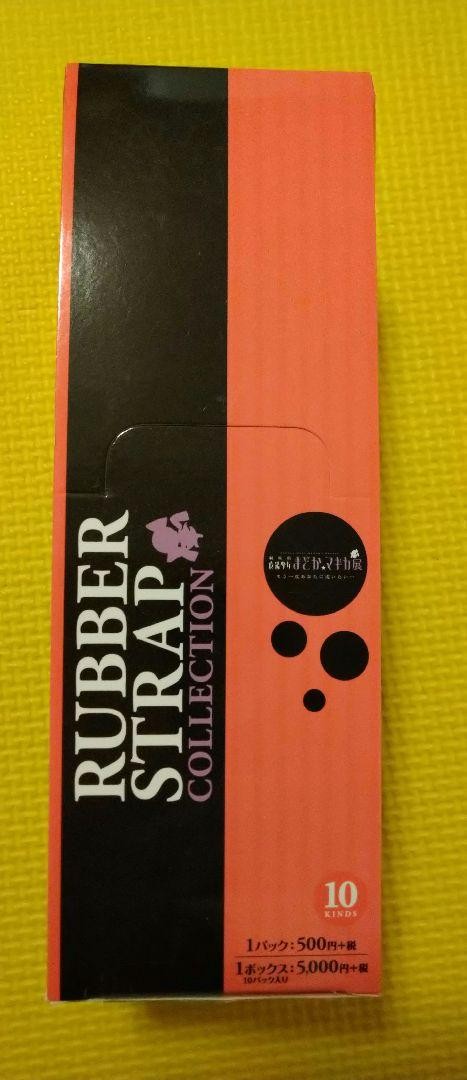 RUBBER
STRAP
COLLECTION
まどか マギカ展
10
KINDS
1パック:500円+税
1ボックス:5,000円+税
10パック入り